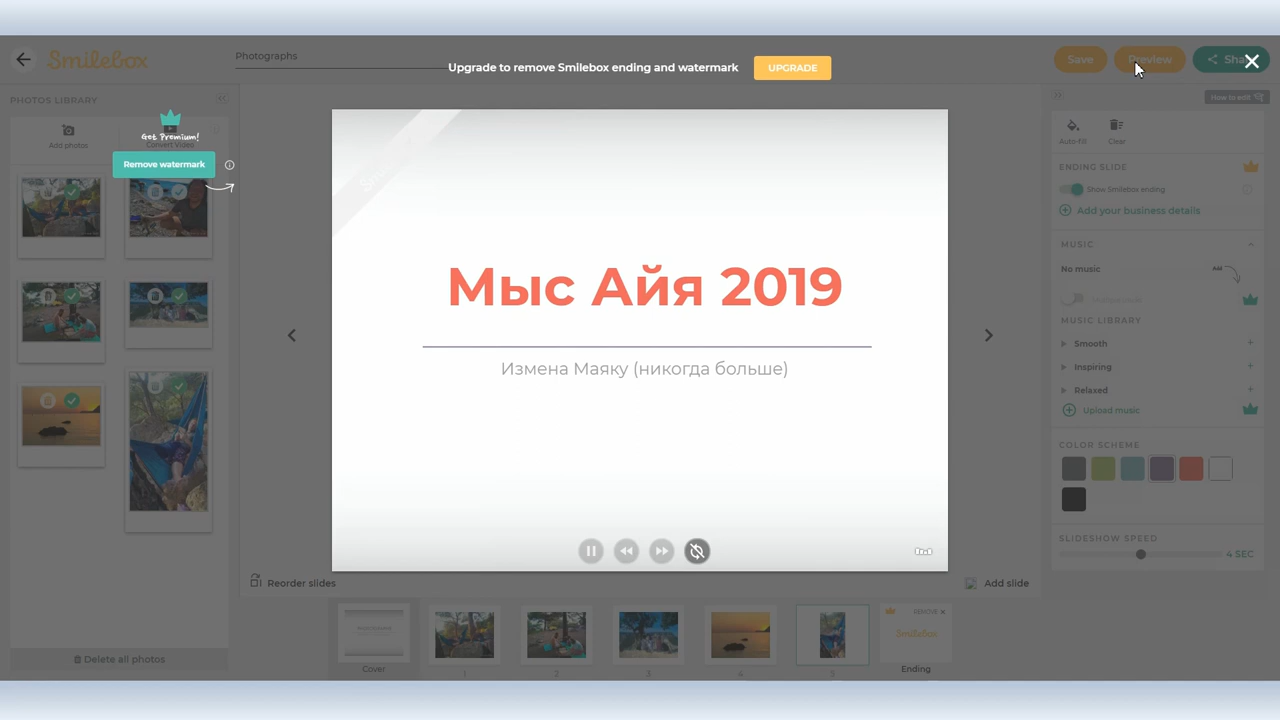 Smilebox
Photographs
Upgrade to remove Smilebox ending and watermark
UPGRADE
Save
Preview
PHOTOS LIBRARY
Get Premium!
Add photos
Convert Video
Remove watermark
How to edit
Auto-Fill
Clear
ENDING SLIDE
Show Smilebox ending
Add your business details
MUSIC
No music
MUSIC LIBRARY
Smooth
Inspiring
Relaxed
Upload music
COLOR SCHEME
SLIDESHOW SPEED
4 SEC
Мыс Айя 2019
Измена Маяку (никогда больше)
Reorder slides
Add slide
REMOVE
Smilebox
Cover
1
2
3
4
5
Ending
Delete all photos